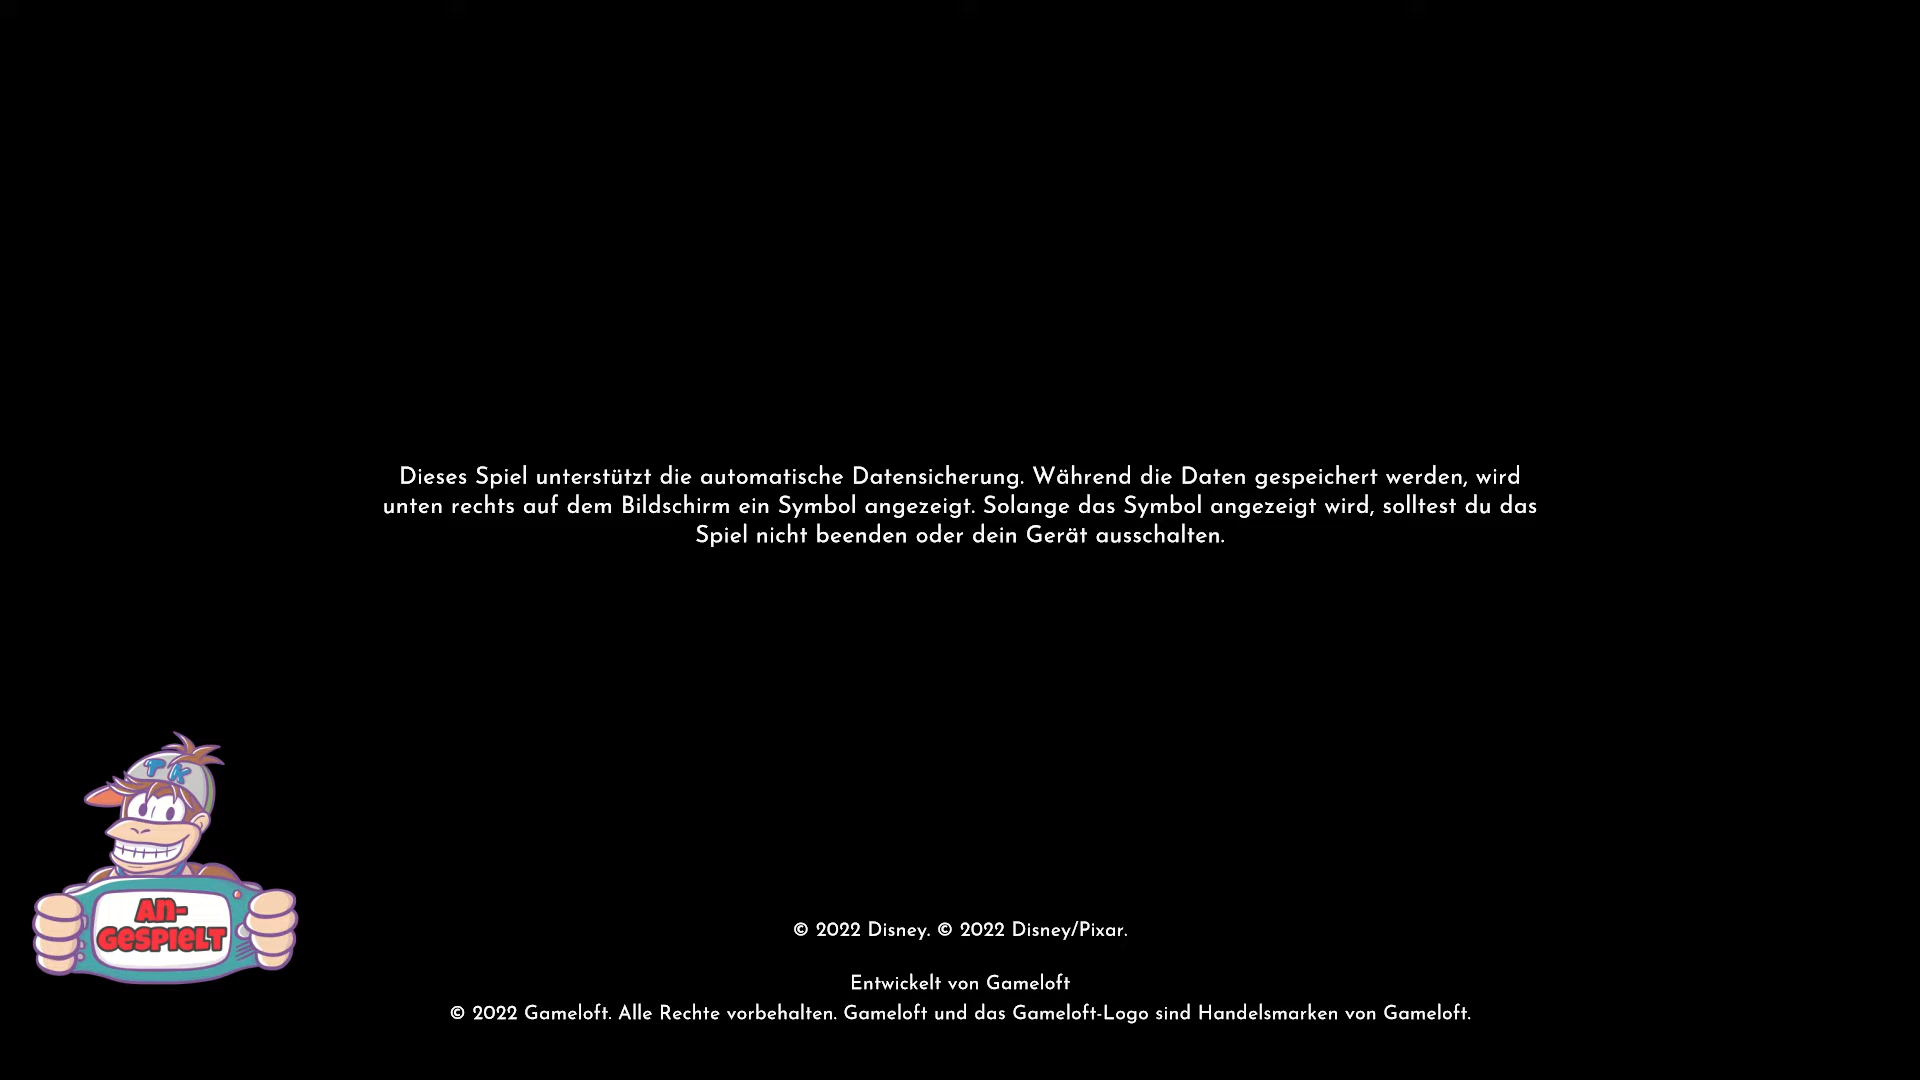 Dieses Spiel unterstützt die automatische Datensicherung. Während die Daten gespeichert werden, wird
unten rechts auf dem Bildschirm ein Symbol angezeigt. Solange das Symbol angezeigt wird, solltest du das
Spiel nicht beenden oder dein Gerät ausschalten.
PK
An-
GESPIELT
© 2022 Disney. © 2022 Disney/Pixar.
Entwickelt von Gameloft
© 2022 Gameloft. Alle Rechte vorbehalten. Gameloft und das Gameloft-Logo sind Handelsmarken von Gameloft.